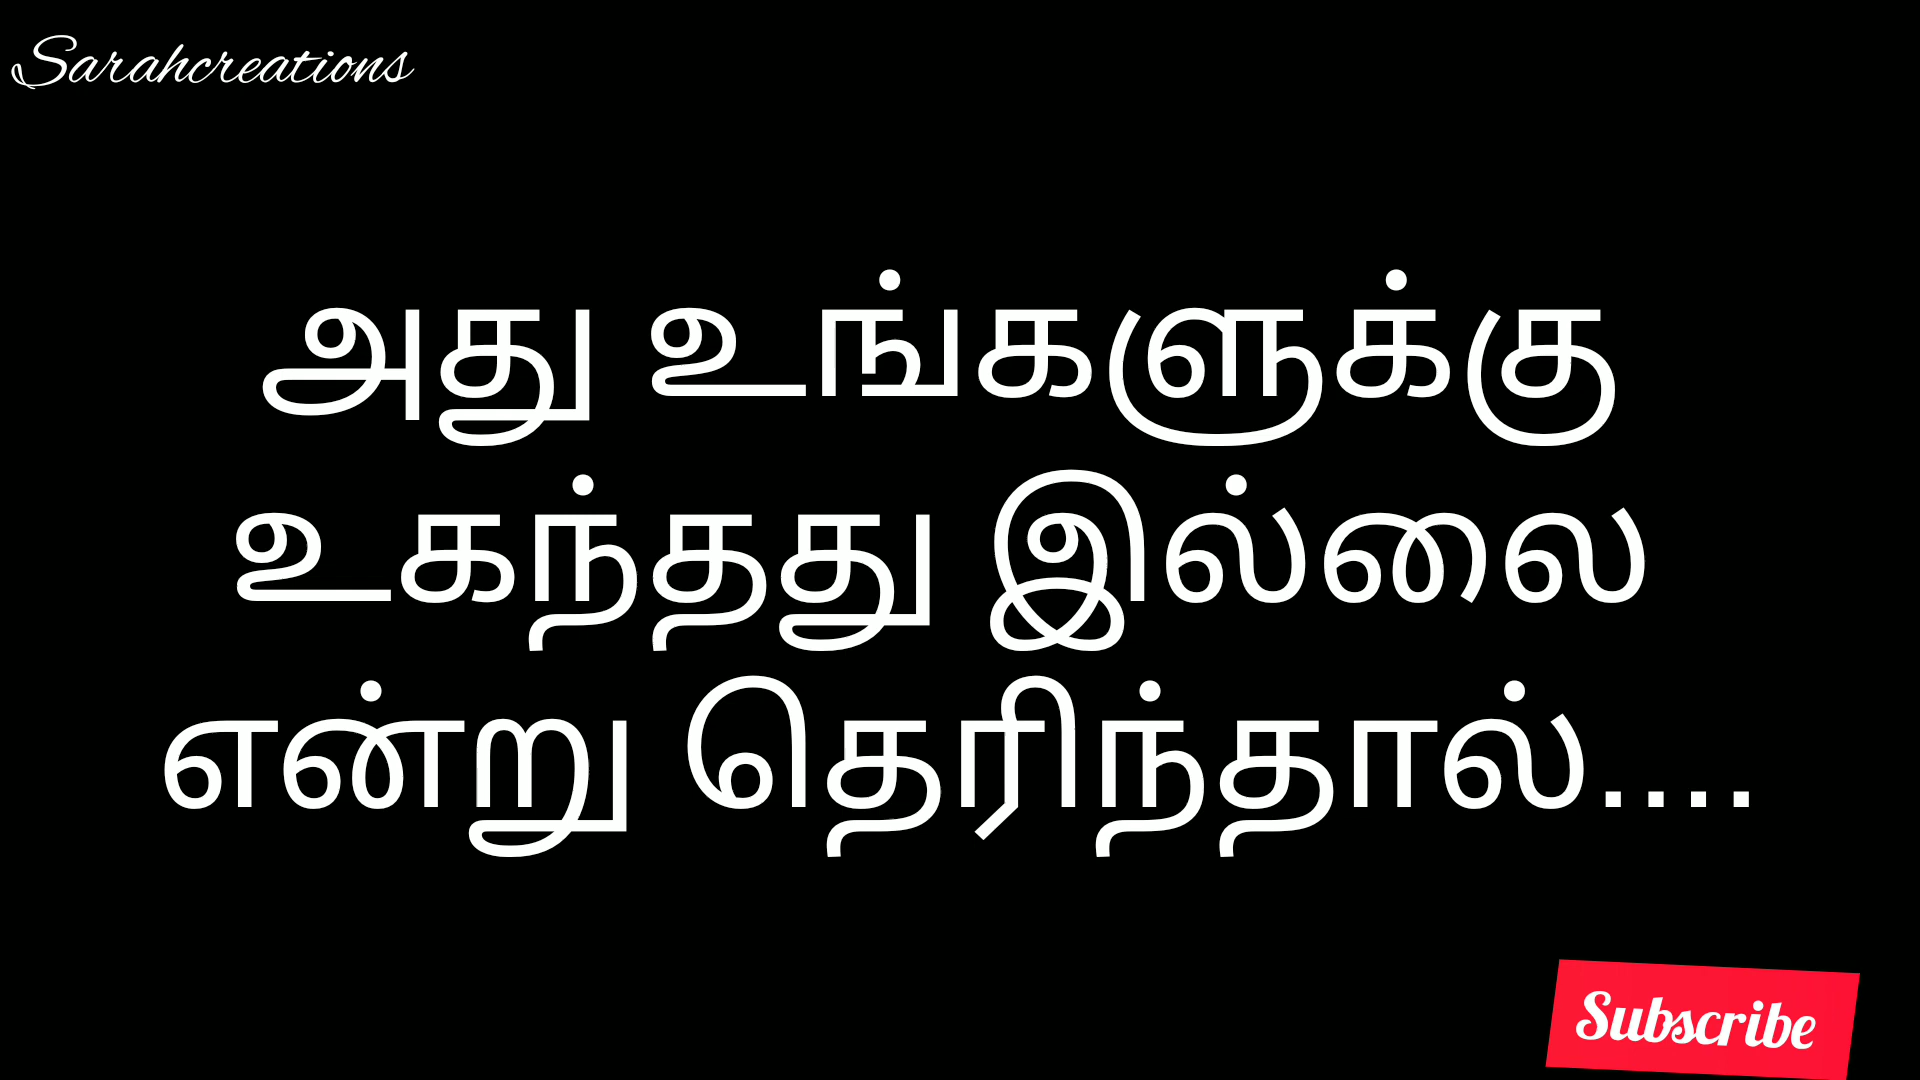 Sarahcreations
அது உங்களுக்கு
உகந்தது இல்லை
என்று தெரிந்தால்....
Subscribe